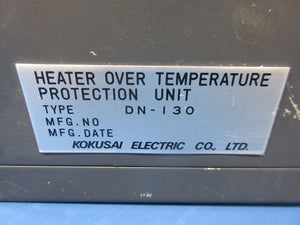 HEATER OVER TEMPERATURE
PROTECTION UNIT
TYPE DN-130
MFG.NO
MFG.DATE
KOKUSAI ELECTRIC CO., LTD.